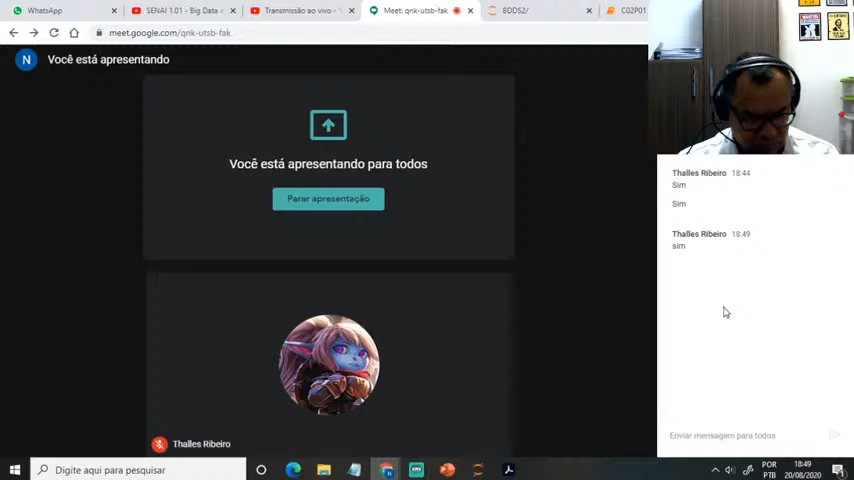 WhatsApp
SENAI 1.01 - Big Data e
Transmissão ao vivo -
Meet: qnk-utsb-fak
BDDS2/
C02P01
meet.google.com/qnk-utsb-fak
N
Você está apresentando
Você está apresentando para todos
Parar apresentação
Thalles Ribeiro
Thalles Ribeiro 18:44
Sim
Sim
Thalles Ribeiro 18:49
sim
Enviar mensagem para todos
Digite aqui para pesquisar
POR
PTB
18:49
20/08/2020